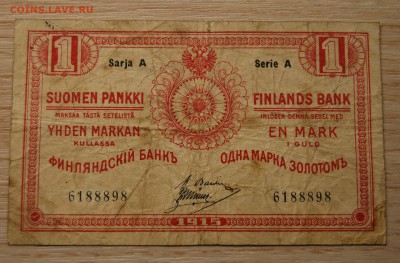 COINS.LAVE.RU
1 1
Sarja A Serie A
SUOMEN PANKKI FINLANDS BANK
MAKSAA TÄSTÄ SETELISTÄ INLÖSER DENNA SEDEL MED
YHDEN MARKAN EN MARK
KULLASSA I GULD
ФИНЛЯНДСКІЙ БАНКЪ ОДНА МАРКА ЗОЛОТОМЪ
6188898 6188898
1915